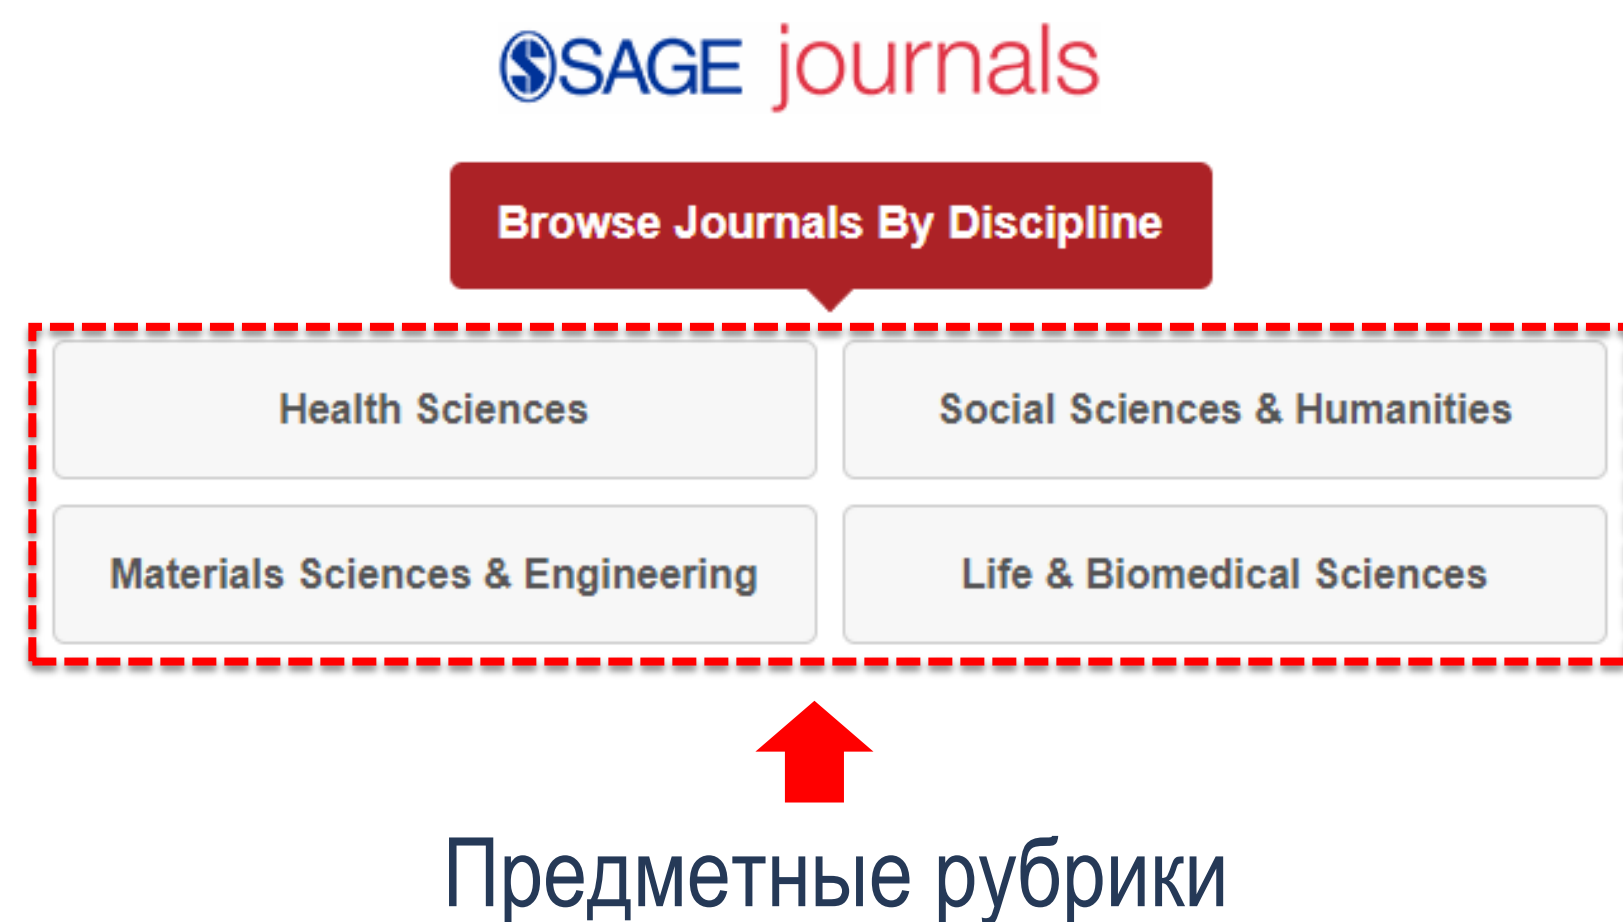 SAGE journals
Browse Journals By Discipline
Health Sciences
Social Sciences & Humanities
Materials Sciences & Engineering
Life & Biomedical Sciences
Предметные рубрики